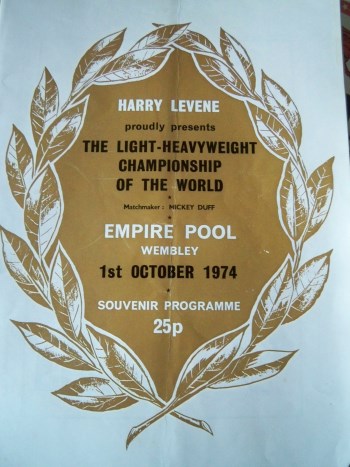 HARRY LEVENE
proudly presents
THE LIGHT-HEAVYWEIGHT
CHAMPIONSHIP
OF THE WORLD
Matchmaker: MICKEY DUFF
EMPIRE POOL
WEMBLEY
1st OCTOBER 1974
SOUVENIR PROGRAMME
25p